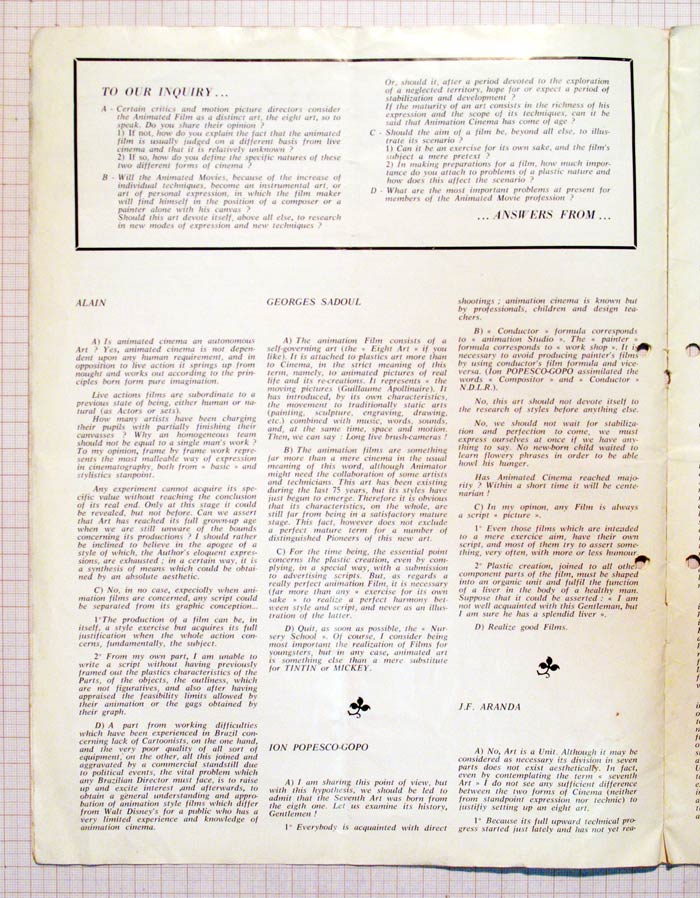 TO OUR INQUIRY...
A - Certain critics and motion picture directors consider
the Animated Film as a distinct art, the eight art, so to
speak. Do you share their opinion ?
1) If not, how do you explain the fact that the animated
film is usually judged on a different basis from live
cinema and that it is relatively unknown ?
2) If so, how do you define the specific natures of these
two different forms of cinema ?
B - Will the Animated Movies, because of the increase of
individual techniques, become an instrumental art, or
art of personal expression, in which the film maker
will find himself in the position of a composer or a
painter alone with his canvas ?
Should this art devote itself, above all else, to research
in new modes of expression and new techniques ?
Or, should it, after a period devoted to the exploration
of a neglected territory, hope for or expect a period of
stabilization and development ?
If the maturity of an art consists in the richness of his
expression and the scope of its techniques, can it be
said that Animation Cinema has come of age ?
C - Should the aim of a film be, beyond all else, to illus-
trate its scenario ?
1) Can it be an exercise for its own sake, and the film's
subject a mere pretext ?
2) In making preparations for a film, how much impor-
tance do you attach to problems of a plastic nature and
how does this affect the scenario ?
D - What are the most important problems at present for
members of the Animated Movie profession ?
... ANSWERS FROM ...
ALAIN
A) Is animated cinema an autonomous
Art ? Yes, animated cinema is not depen-
dent upon any human requirement, and in
opposition to live action it springs up from
nought and works out according to the prin-
ciples born form pure imagination.
Live actions films are subordinate to a
previous state of being, either human or na-
tural (as Actors or sets).
How many artists have been charging
their pupils with partially finishing their
canvasses ? Why an homogeneous team
should not be equal to a single man's work ?
To my opinion, frame by frame work repre-
sents the most malleable way of expression
in cinematography, both from « basic » and
stylistics stanpoint.
Any experiment cannot acquire its spe-
cific value without reaching the conclusion
of its real end. Only at this stage it could
be revealed, but not before. Can we assert
that Art has reached its full grown-up age
when we are still unware of the bounds
concerning its productions ? I should rather
be inclined to believe in the apogee of a
style of which, the Author's eloquent expres-
sions, are exhausted ; in a certain way, it is
a synthesis of means which could be obtai-
ned by an absolute aesthetic.
C) No, in no case, expecially when ani-
mation films are concerned, any script could
be separated from its graphic conception...
1°The production of a film can be, in
itself, a style exercise but acquires its full
justification when the whole action con-
cerns, fundamentally, the subject.
2° From my own part, I am unable to
write a script without having previously
framed out the plastics characteristics of the
Parts, of the objects, the outliness, which
are not figuratives, and also after having
appraised the feasibility limits allowed by
their animation or the gags obtained by
their graph.
D) A part from working difficulties
which have been experienced in Brazil con-
cerning lack of Cartoonists, on the one hand,
and the very poor quality of all sort of
equipment, on the other, all this joined and
aggravated by a commercial standstill due
to political events, the vital problem which
any Brazilian Director must face, is to raise
up and excite interest and afterwards, to
obtain a general understanding and appro-
bation of animation style films which differ
from Walt Disney's for a public who has a
very limited experience and knowledge of
animation cinema.
GEORGES SADOUL
A) The Animation Film consists of a
self-governing art (the « Eight Art » if you
like). It is attached to plastics art more than
to Cinema, in the strict meaning of this
term, namely, to animated pictures of real
life and its re-creations. It represents « the
moving pictures (Guillaume Apollinaire). It
has introduced, by its own characteristics,
the movement to traditionally static arts
(painting, sculpture, engraving, drawing,
etc.) combined with music, words, sounds,
and, at the same time, space and motion.
Then, we can say : Long live brush-cameras !
B) The animation films are something
far more than a mere cinema in the usual
meaning of this word, although Animator
might need the collaboration of some artists
and technicians. This art has been existing
during the last 75 years, but its styles have
just begun to emerge. Therefore it is obvious
that its characteristics, on the whole, are
still far from being in a satisfactory mature
stage. This fact, however does not exclude
a perfect mature term for a number of
distinguished Pioneers of this new art.
C) For the time being, the essential point
concerns the plastic creation, even by com-
plying, in a special way, with a submission
to advertising scripts. But, as regards a
really perfect animation Film, it is necessary
(far more than any « exercise for its own
sake » to realize a perfect harmony bet-
ween style and script, and never as an illus-
tration of the latter.
D) Quit, as soon as possible, the « Nur-
sery School ». Of course, I consider being
most important the realization of Films for
youngsters, but in any case, animated art
is something else than a mere substitute
for TINTIN or MICKEY.
ION POPESCO-GOPO
A) I am sharing this point of view, but
with this hypothesis, we should be led to
admit that the Seventh Art was born from
the eigth one. Let us examine its history,
Gentlemen !
1° Everybody is acquainted with direct
shootings ; animation cinema is known but
by professionals, children and design tea-
chers.
B) « Conductor » formula corresponds
to « animation Studio ». The « painter »
formula corresponds to « work shop ». It is
necessary to avoid producing painter's films
by using conductor's film formula and vice-
versa. (Ion POPESCO-GOPO assimilated the
words « Compositor » and « Conductor »
N.D.L.R.).
No, this art should not devote itself to
the research of styles before anything else.
No, we should not wait for stabiliza-
tion and perfection to come, we must
express ourselves at once if we have any-
thing to say. No new-born child waited to
learn flowery phrases in order to be able
howl his hunger.
Has Animated Cinema reached majo-
rity ? Within a short time it will be cente-
narian !
C) In my opinon, any Film is always
a script « picture ».
1° Even those films which are intended
to a mere exercice aim, have their own
script, and most of them try to assert some-
thing, very often, with more or less humour
2° Plastic creation, joined to all other
component parts of the film, must be shaped
into an organic unit and fulfil the function
of a liver in the body of a healthy man.
Suppose that it could be asserted : « I am
not well acquainted with this Gentleman, but
I am sure he has a splendid liver ».
D) Realize good Films.
J.F. ARANDA
A) No, Art is a Unit. Although it may be
considered as necessary its division in seven
parts does not exist aesthetically. In fact,
even by contemplating the term « seventh
Art » I do not see any sufficient difference
between the two forms of Cinema (neither
from standpoint expression nor technic) to
justifiy setting up an eight art.
1° Because its full upward technical pro-
gress started just lately and has not yet rea-